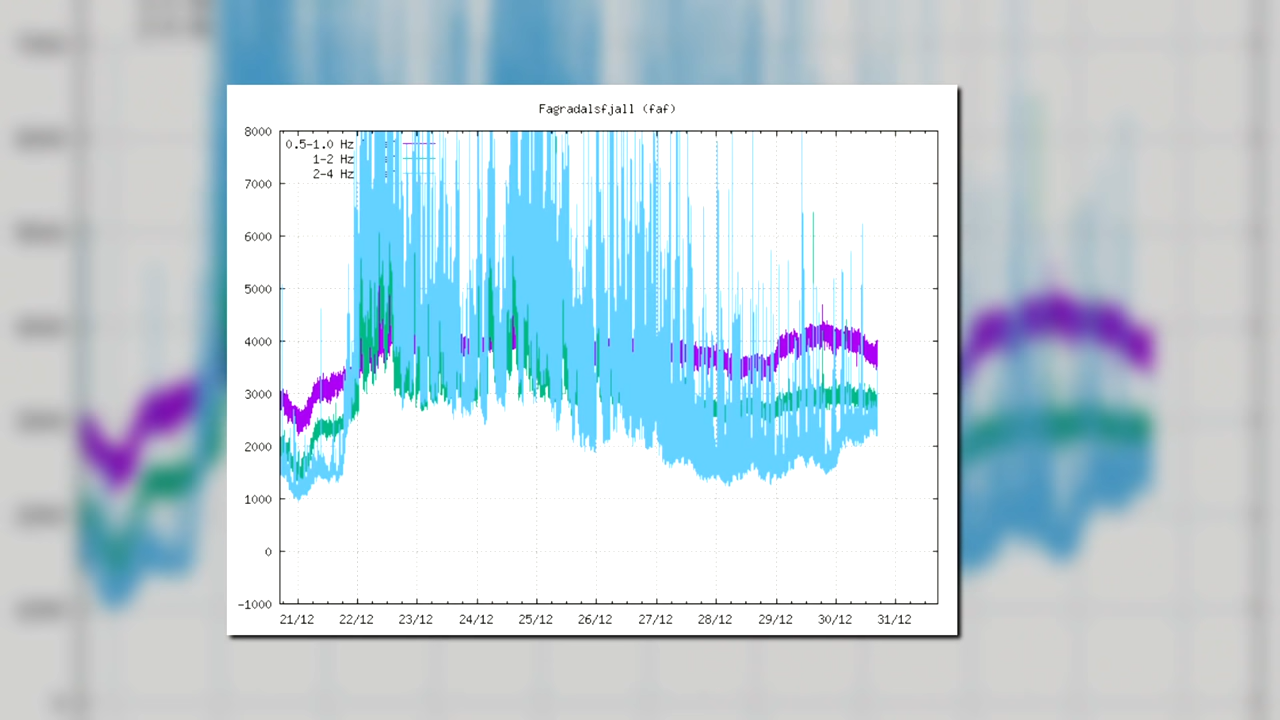 Fagradalsfjall (faf)
8000
0.5-1.0 Hz
1-2 Hz
2-4 Hz
7000
6000
5000
4000
3000
2000
1000
0
-1000
21/12 22/12 23/12 24/12 25/12 26/12 27/12 28/12 29/12 30/12 31/12